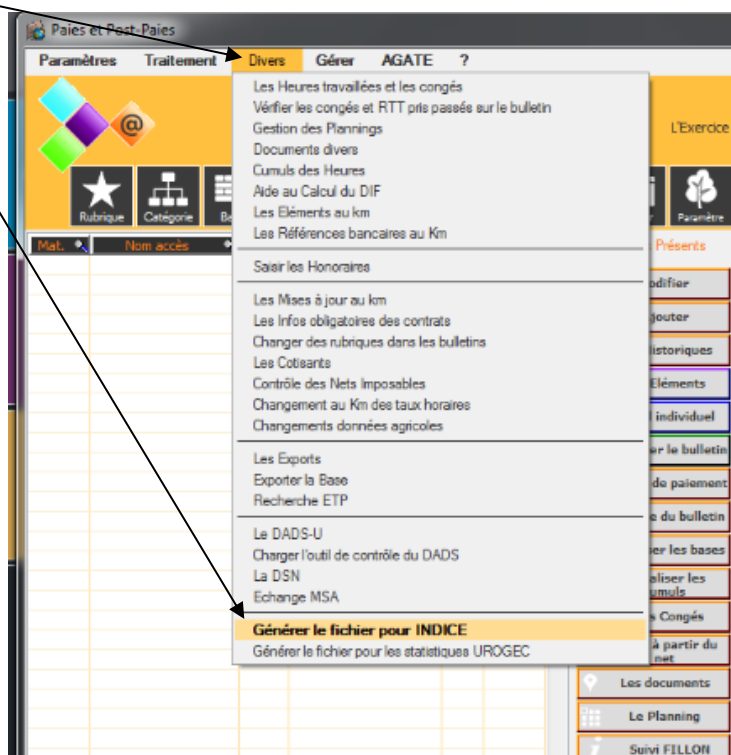 Paies et Post-Paies
Paramètres Traitement Divers Gérer AGATE ?
@
L'Exercice
Rubrique Catégorie Paramètre
Mat. Nom accès Présents
Les Heures travaillées et les congés
Vérifier les congés et RTT pris passés sur le bulletin
Gestion des Plannings
Documents divers
Cumuls des Heures
Aide au Calcul du DIF
Les Eléments au km
Les Références bancaires au Km
Saisir les Honoraires
Les Mises à jour au km
Les Infos obligatoires des contrats
Changer des rubriques dans les bulletins
Les Cotisants
Contrôle des Nets Imposables
Changement au Km des taux horaires
Changements données agricoles
Les Exports
Exporter la Base
Recherche ETP
Le DADS-U
Charger l'outil de contrôle du DADS
La DSN
Echange MSA
Générer le fichier pour INDICE
Générer le fichier pour les statistiques UROGEC
odifier
jouter
istoriques
Eléments
individuel
er le bulletin
de paiement
e du bulletin
er les bases
aliser les
umuls
Congés
à partir du
net
Les documents
Le Planning
Suivi FILLON